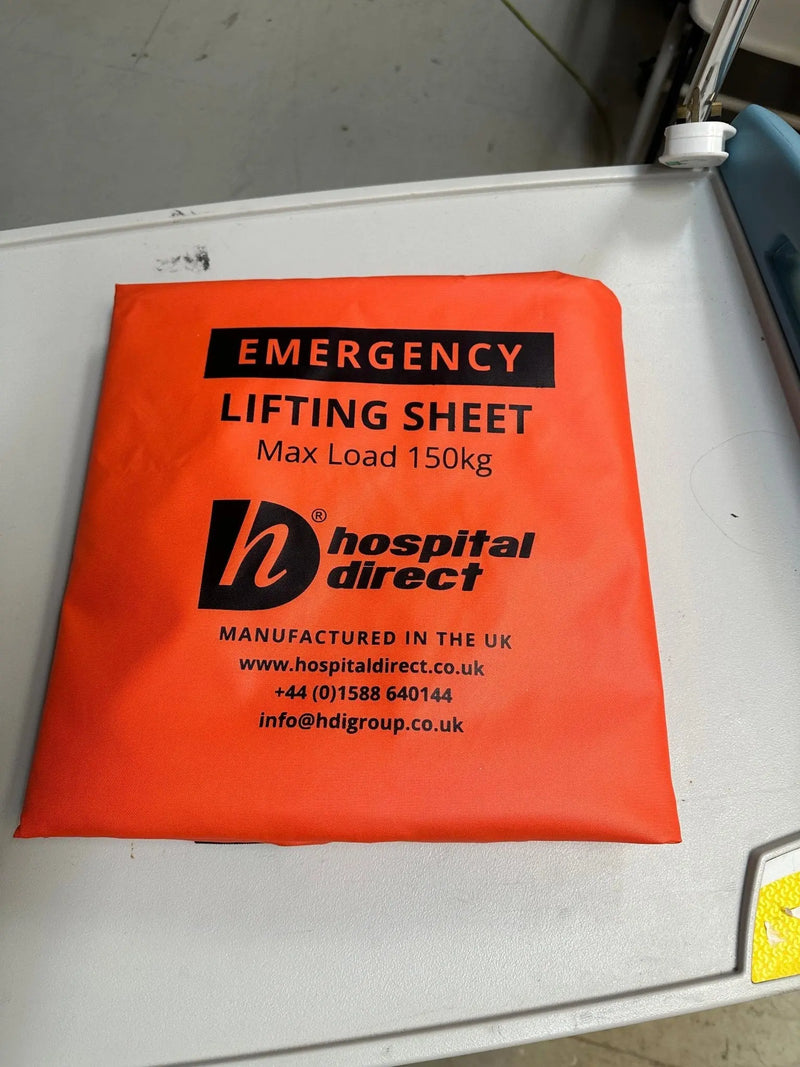 EMERGENCY
LIFTING SHEET
Max Load 150kg
h®
hospital
direct
MANUFACTURED IN THE UK
www.hospitaldirect.co.uk
+44 (0)1588 640144
info@hdigroup.co.uk